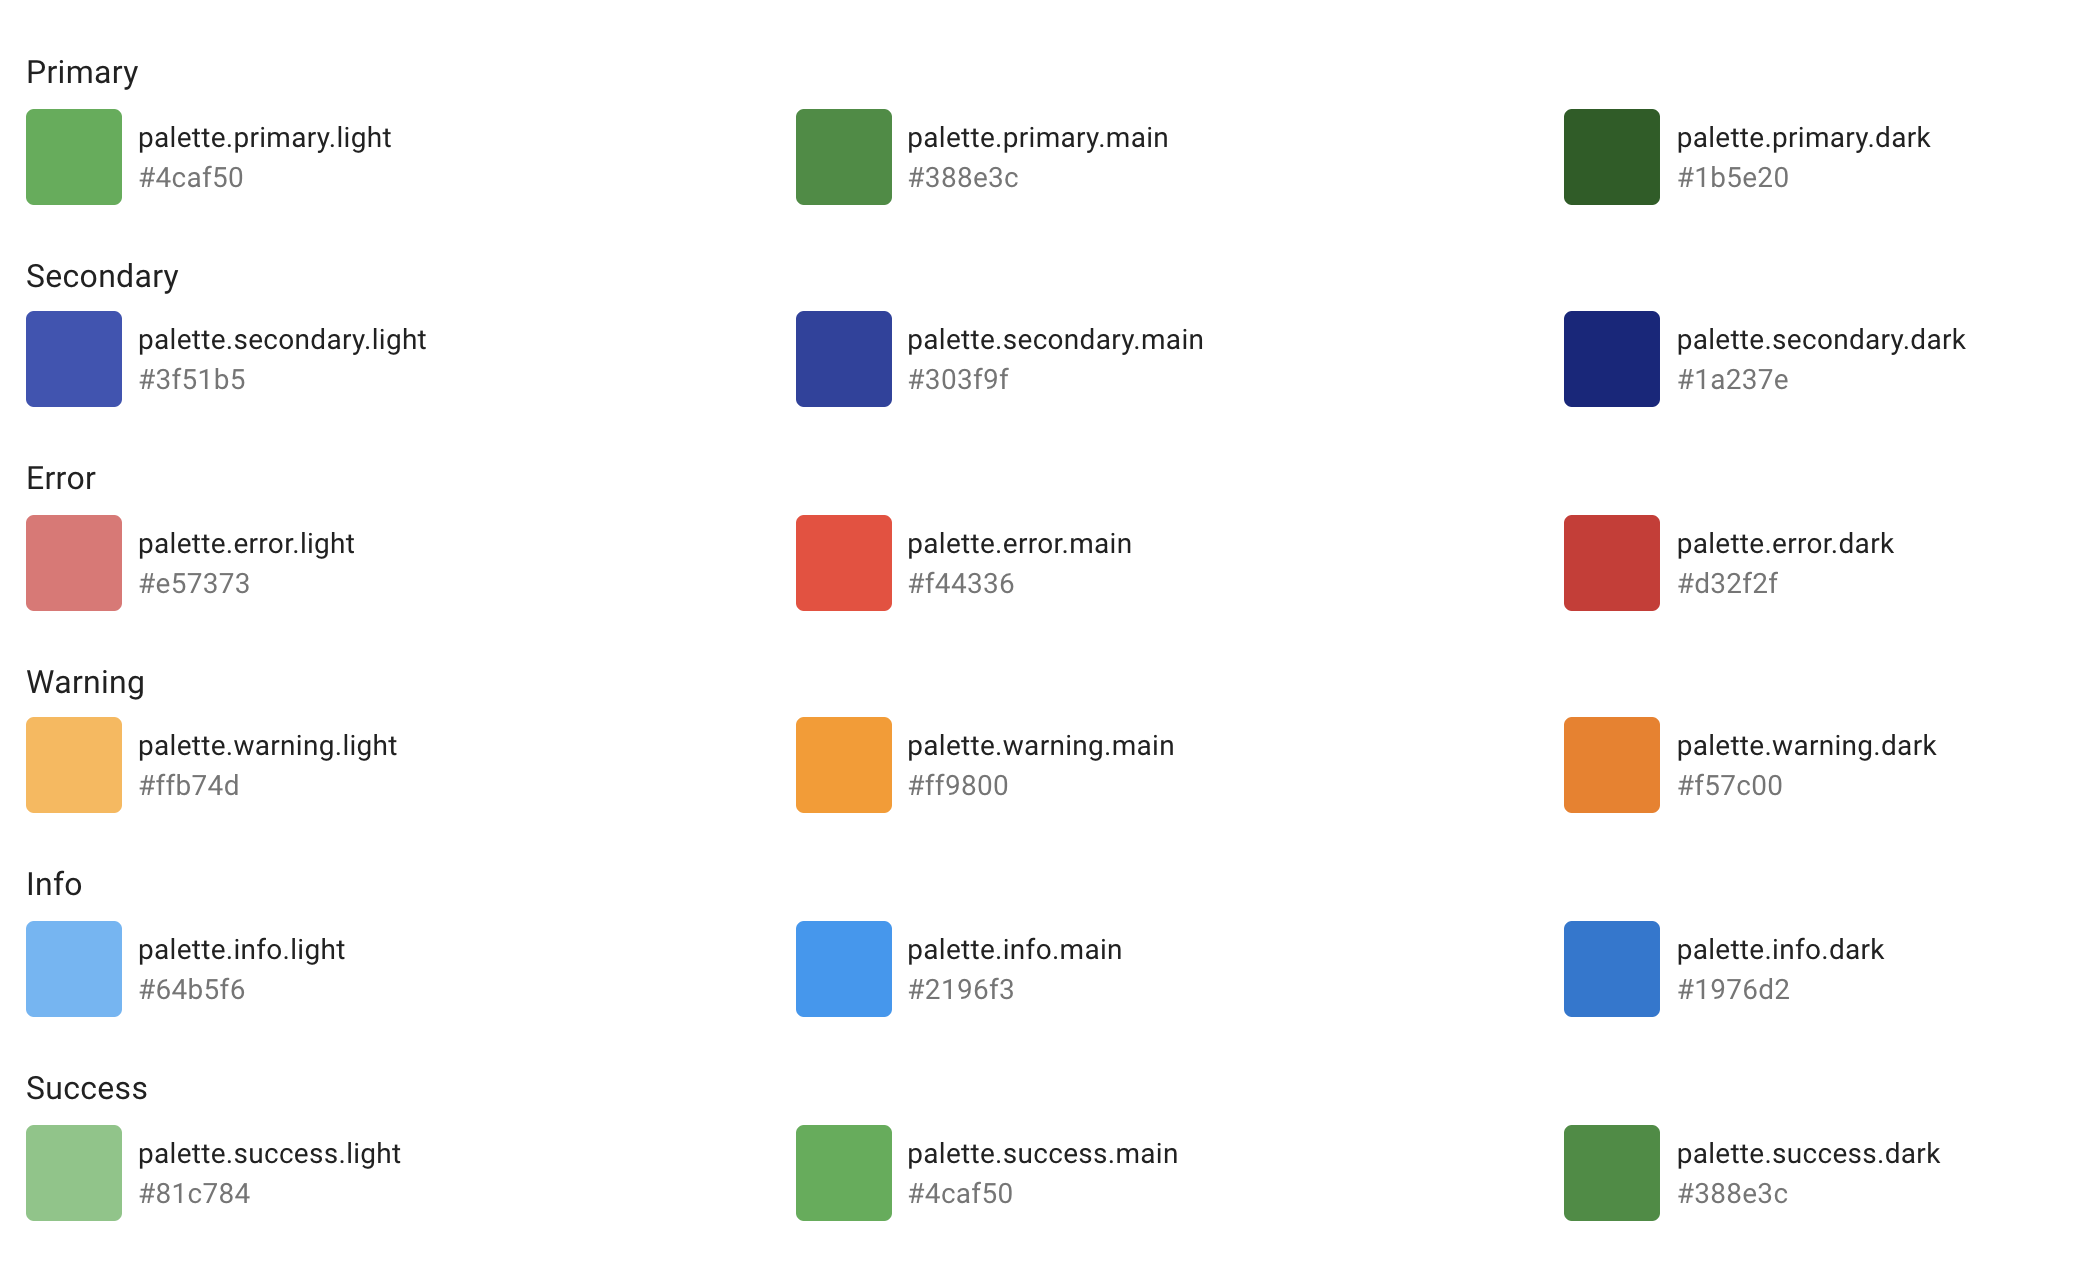 Primary
palette.primary.light
#4caf50
palette.primary.main
#388e3c
palette.primary.dark
#1b5e20
Secondary
palette.secondary.light
#3f51b5
palette.secondary.main
#303f9f
palette.secondary.dark
#1a237e
Error
palette.error.light
#e57373
palette.error.main
#f44336
palette.error.dark
#d32f2f
Warning
palette.warning.light
#ffb74d
palette.warning.main
#ff9800
palette.warning.dark
#f57c00
Info
palette.info.light
#64b5f6
palette.info.main
#2196f3
palette.info.dark
#1976d2
Success
palette.success.light
#81c784
palette.success.main
#4caf50
palette.success.dark
#388e3c